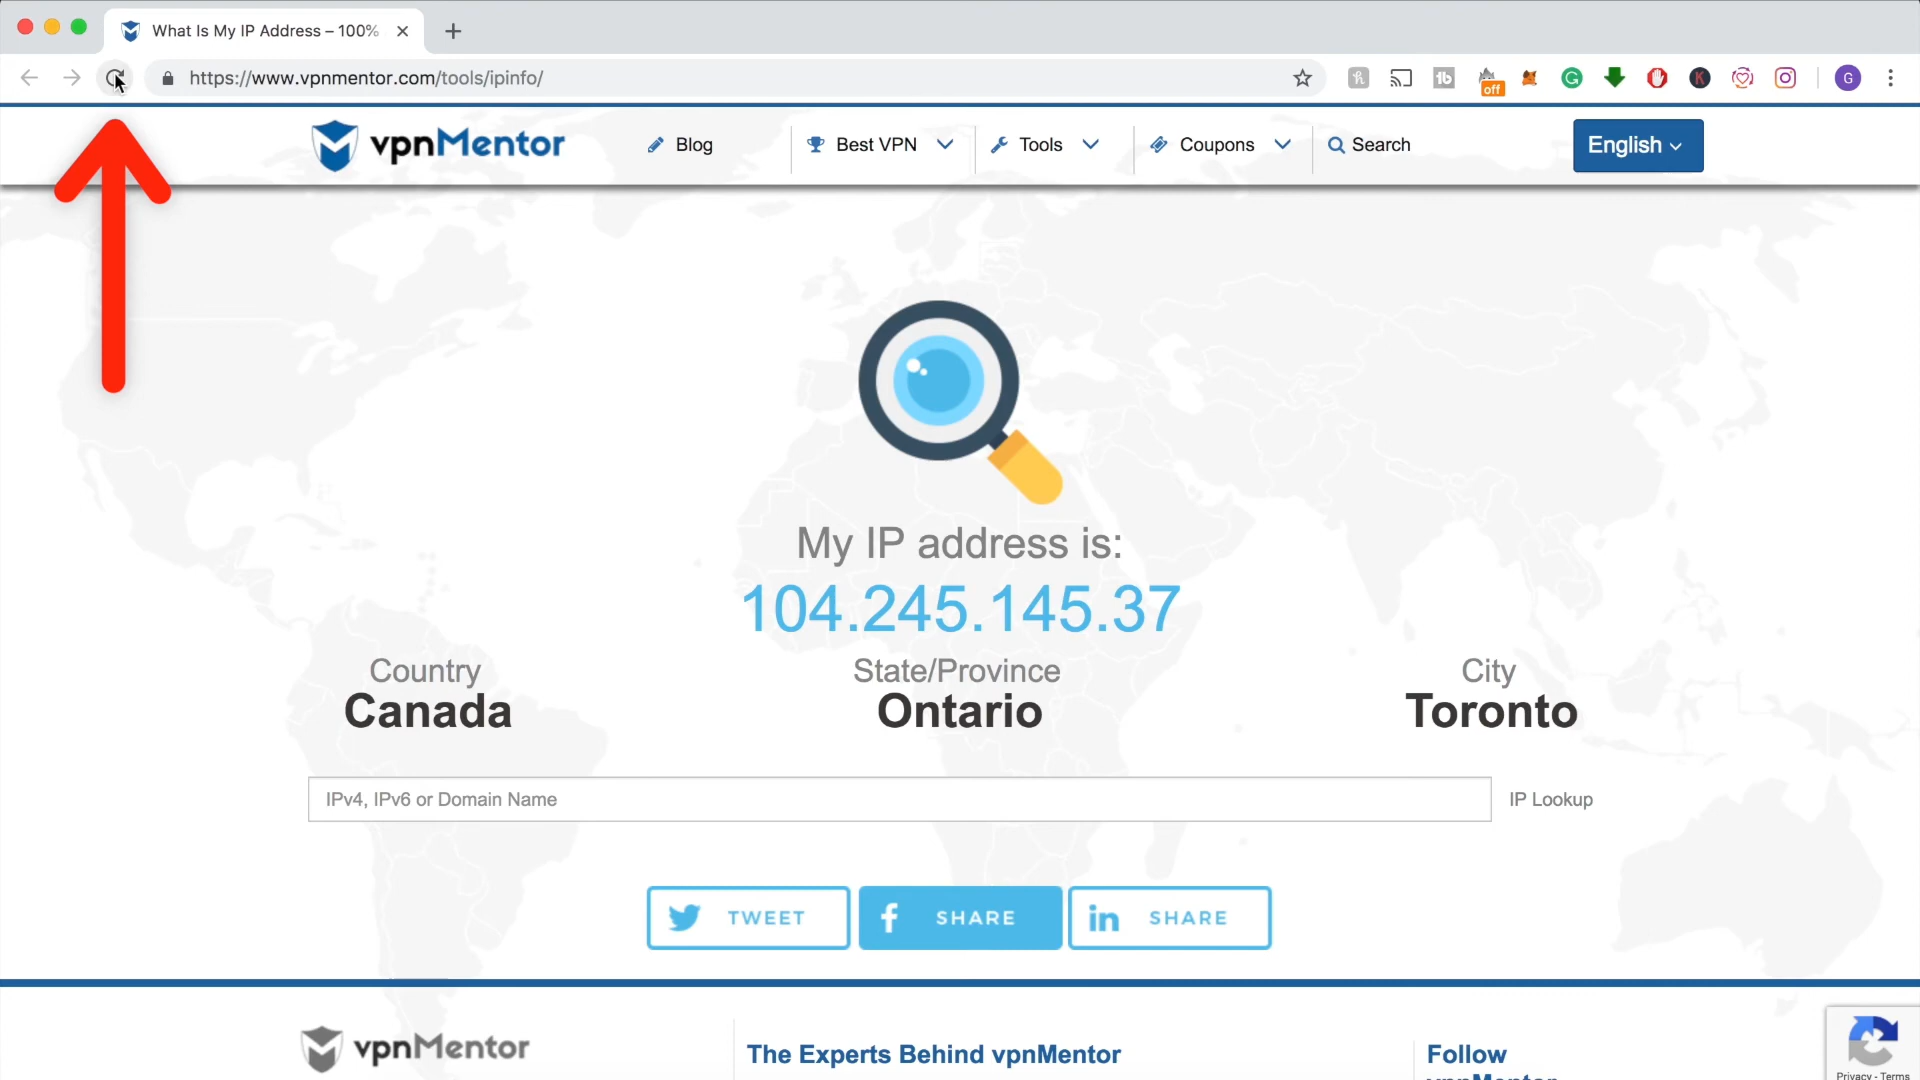 What Is My IP Address – 100%
https://www.vpnmentor.com/tools/ipinfo/
off
G
vpnMentor
Blog
Best VPN
Tools
Coupons
Search
English
My IP address is:
104.245.145.37
Country
State/Province
City
Canada
Ontario
Toronto
IPv4, IPv6 or Domain Name
IP Lookup
TWEET
SHARE
SHARE
vpnMentor
The Experts Behind vpnMentor
Follow
vpnMentor
Privacy - Terms